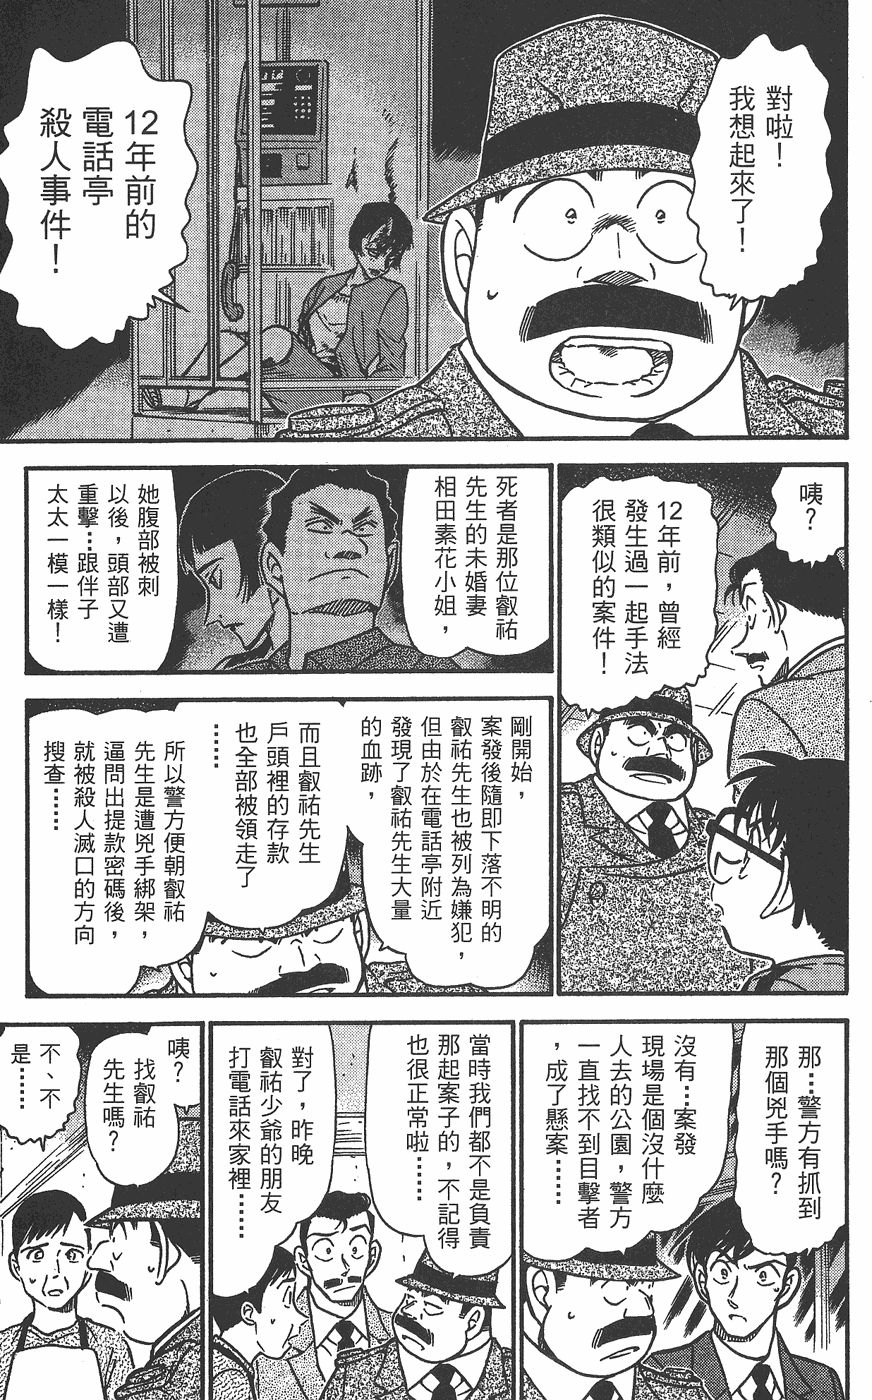 對啦！
我想起來了！
12年前的
電話亭
殺人事件！
咦？
12年前，曾經
發生過一起手法
很類似的案件！
死者是那位叡祐
先生的未婚妻
相田素花小姐，
她腹部被刺
以後，頭部又遭
重擊…跟伴子
太太一模一樣！
剛開始，
案發後隨即下落不明的
叡祐先生也被列為嫌犯，
但由於在電話亭附近
發現了叡祐先生大量
的血跡，
而且叡祐先生
戶頭裡的存款
也全部被領走了
……
所以警方便朝叡祐
先生是遭兇手綁架，
逼問出提款密碼後，
就被殺人滅口的方向
搜查……
那…警方有抓到
那個兇手嗎？
沒有…案發
現場是個沒什麼
人去的公園，警方
一直找不到目擊者
，成了懸案……
當時我們都不是負責
那起案子的，不記得
也很正常啦……
對了，昨晚
叡祐少爺的朋友
打電話來家裡……
咦？
找叡祐
先生嗎？
不、不
是……